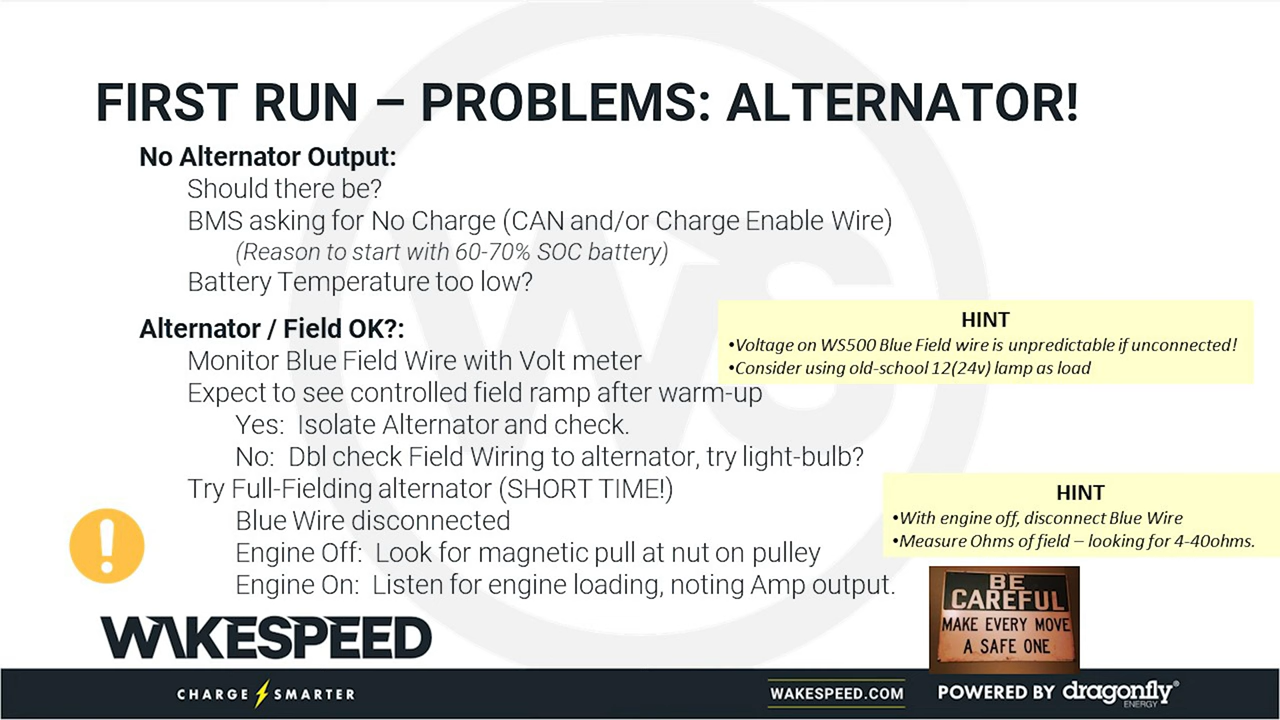 FIRST RUN – PROBLEMS: ALTERNATOR!
No Alternator Output:
Should there be?
BMS asking for No Charge (CAN and/or Charge Enable Wire)
(Reason to start with 60-70% SOC battery)
Battery Temperature too low?
Alternator / Field OK?:
Monitor Blue Field Wire with Volt meter
Expect to see controlled field ramp after warm-up
Yes: Isolate Alternator and check.
No: Dbl check Field Wiring to alternator, try light-bulb?
Try Full-Fielding alternator (SHORT TIME!)
Blue Wire disconnected
Engine Off: Look for magnetic pull at nut on pulley
Engine On: Listen for engine loading, noting Amp output.
HINT
•Voltage on WS500 Blue Field wire is unpredictable if unconnected!
•Consider using old-school 12(24v) lamp as load
HINT
•With engine off, disconnect Blue Wire
•Measure Ohms of field – looking for 4-40ohms.
!
BE
CAREFUL
MAKE EVERY MOVE
A SAFE ONE
WS
WAKESPEED
CHARGE SMARTER
WAKESPEED.COM
POWERED BY dragonfly®
ENERGY